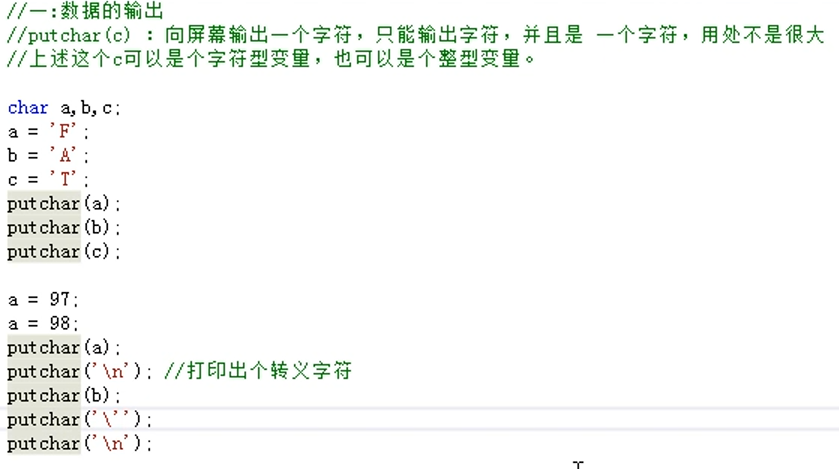 //一:数据的输出
//putchar(c) : 向屏幕输出一个字符，只能输出字符，并且是 一个字符，用处不是很大
//上述这个c可以是个字符型变量，也可以是个整型变量。
char a,b,c;
a = 'F';
b = 'A';
c = 'T';
putchar(a);
putchar(b);
putchar(c);
a = 97;
a = 98;
putchar(a);
putchar('\n'); //打印出个转义字符
putchar(b);
putchar('\'');
putchar('\n');